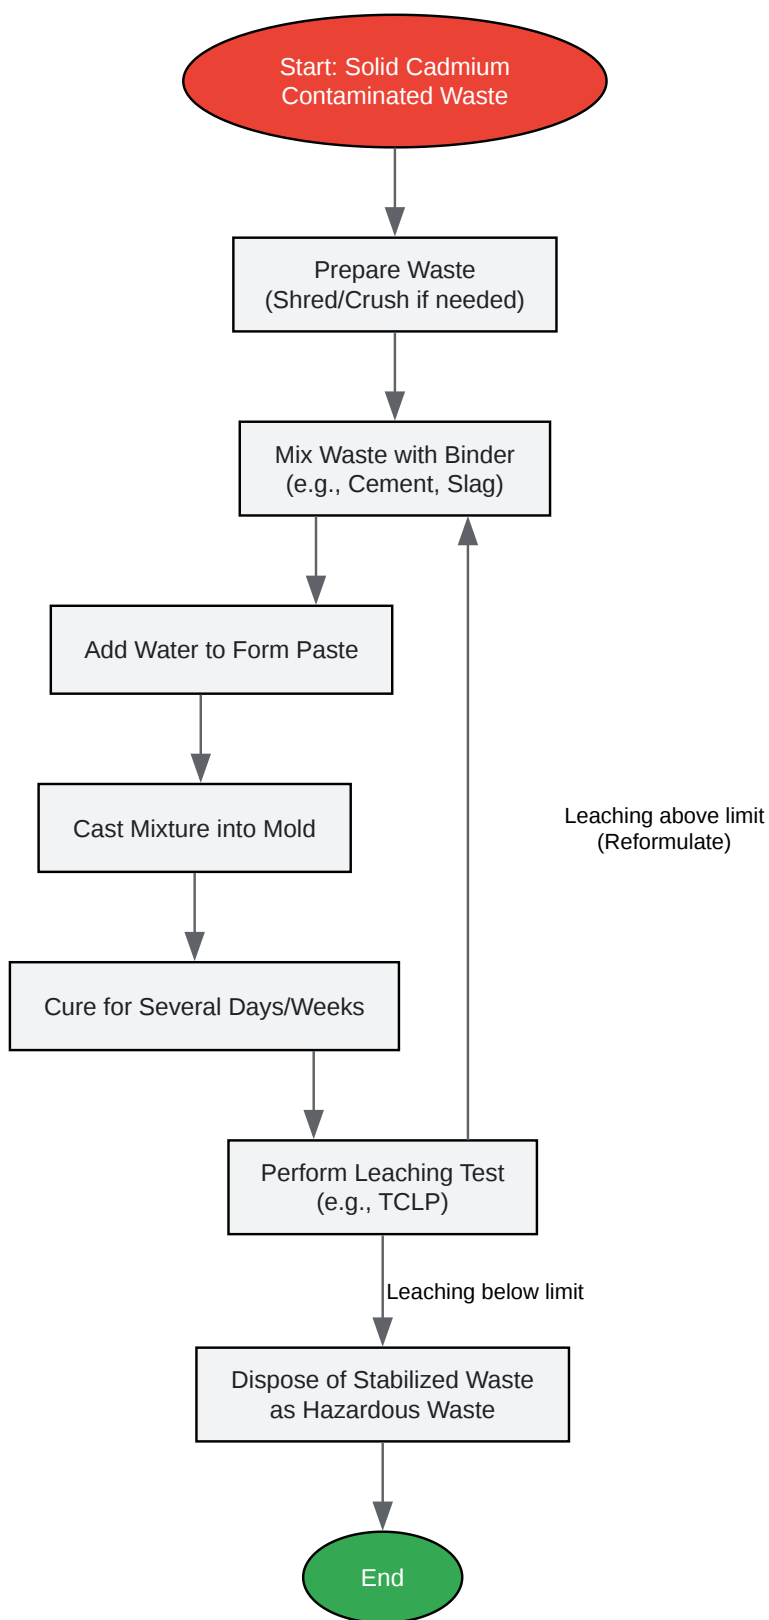 Start: Solid Cadmium
Contaminated Waste
Prepare Waste
(Shred/Crush if needed)
Mix Waste with Binder
(e.g., Cement, Slag)
Add Water to Form Paste
Cast Mixture into Mold
Leaching above limit
(Reformulate)
Cure for Several Days/Weeks
Perform Leaching Test
(e.g., TCLP)
Leaching below limit
Dispose of Stabilized Waste
as Hazardous Waste
End